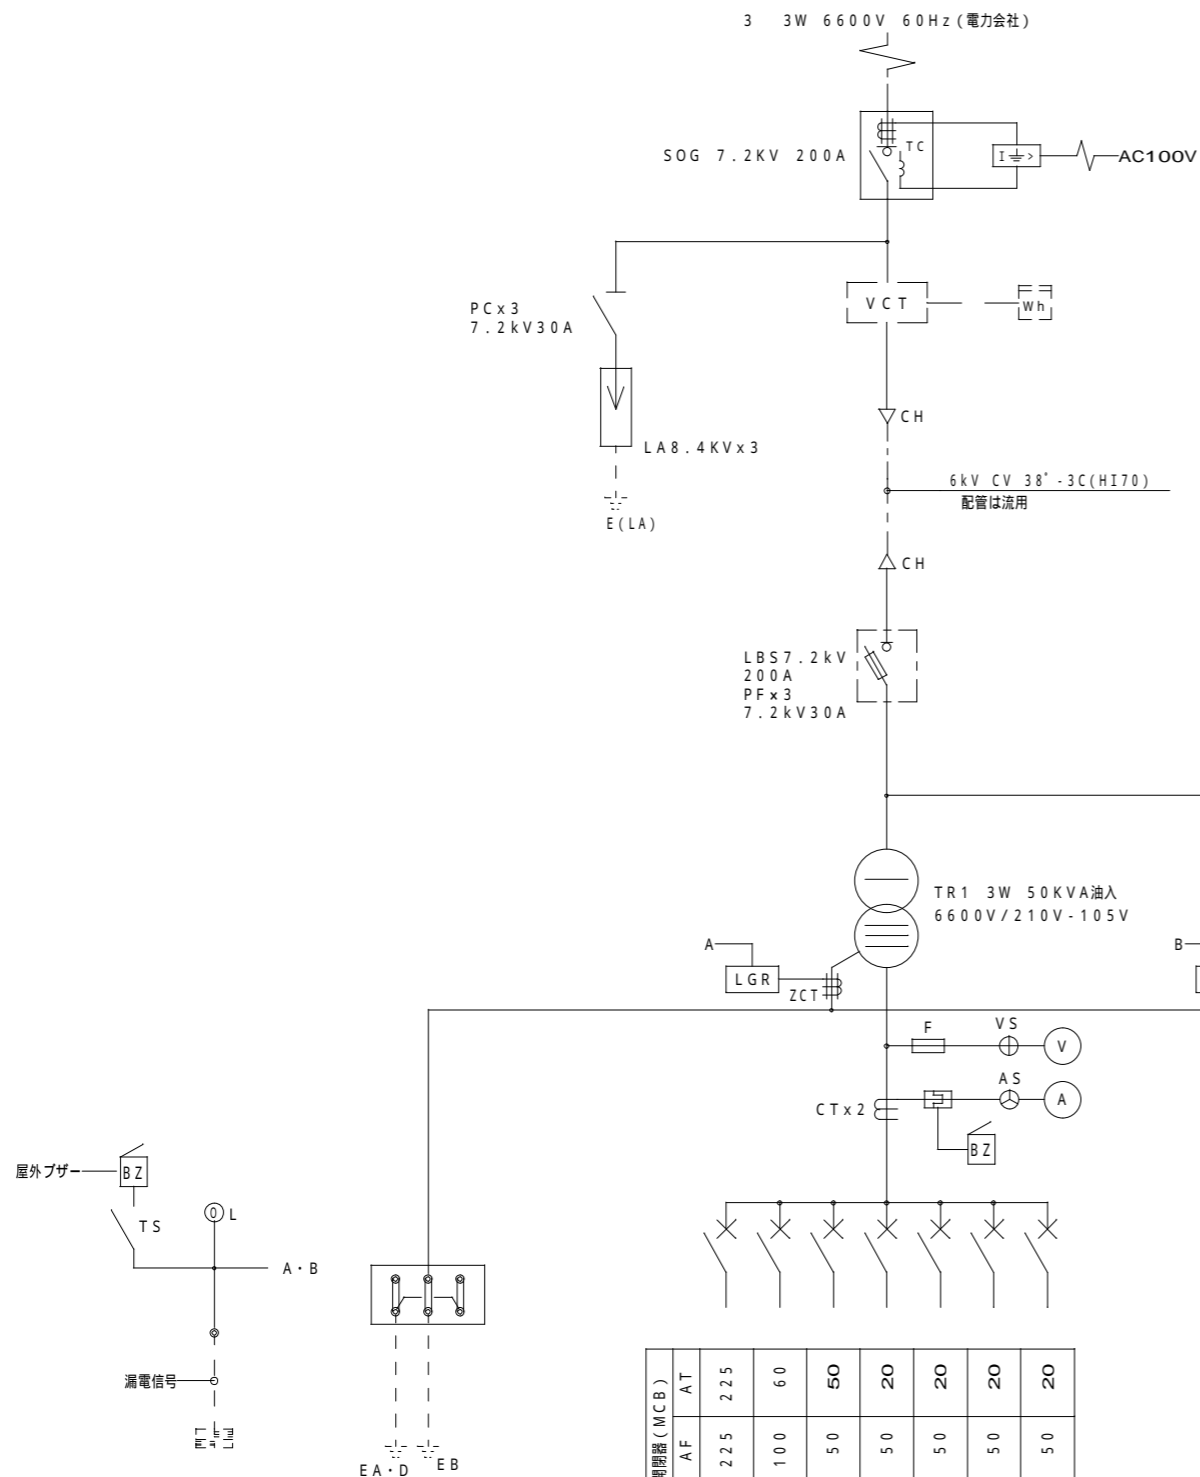 3 3W 6600V 60Hz(電力会社)
SOG 7.2KV 200A
TC
I >
AC100V
PCx3
7.2kV30A
VCT
Wh
LA8.4KVx3
E(LA)
CH
6kV CV 38°-3C(HI70)
配管は流用
CH
LBS7.2kV
200A
PFx3
7.2kV30A
TR1 3W 50KVA油入
6600V/210V-105V
A
LGR
ZCT
B
F
VS
V
CTx2
AS
A
BZ
屋外ブザー
BZ
TS
L
A・B
漏電信号
EA・D
EB
開閉器(MCB)
AT
225
60
50
20
20
20
20
AF
225
100
50
50
50
50
50